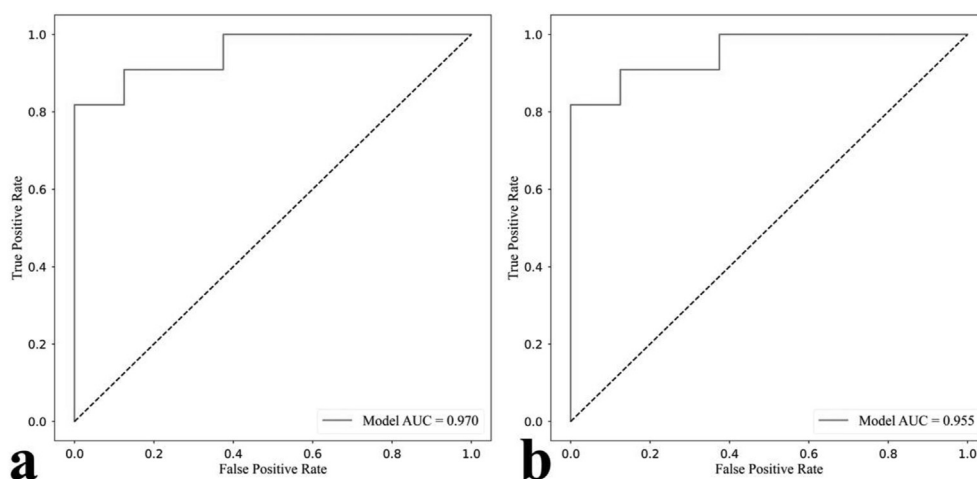 1.0
0.8
0.6
0.4
0.2
0.0
True Positive Rate
Model AUC = 0.970
0.0 0.2 0.4 0.6 0.8 1.0
False Positive Rate
a
1.0
0.8
0.6
0.4
0.2
0.0
True Positive Rate
Model AUC = 0.955
0.0 0.2 0.4 0.6 0.8 1.0
False Positive Rate
b